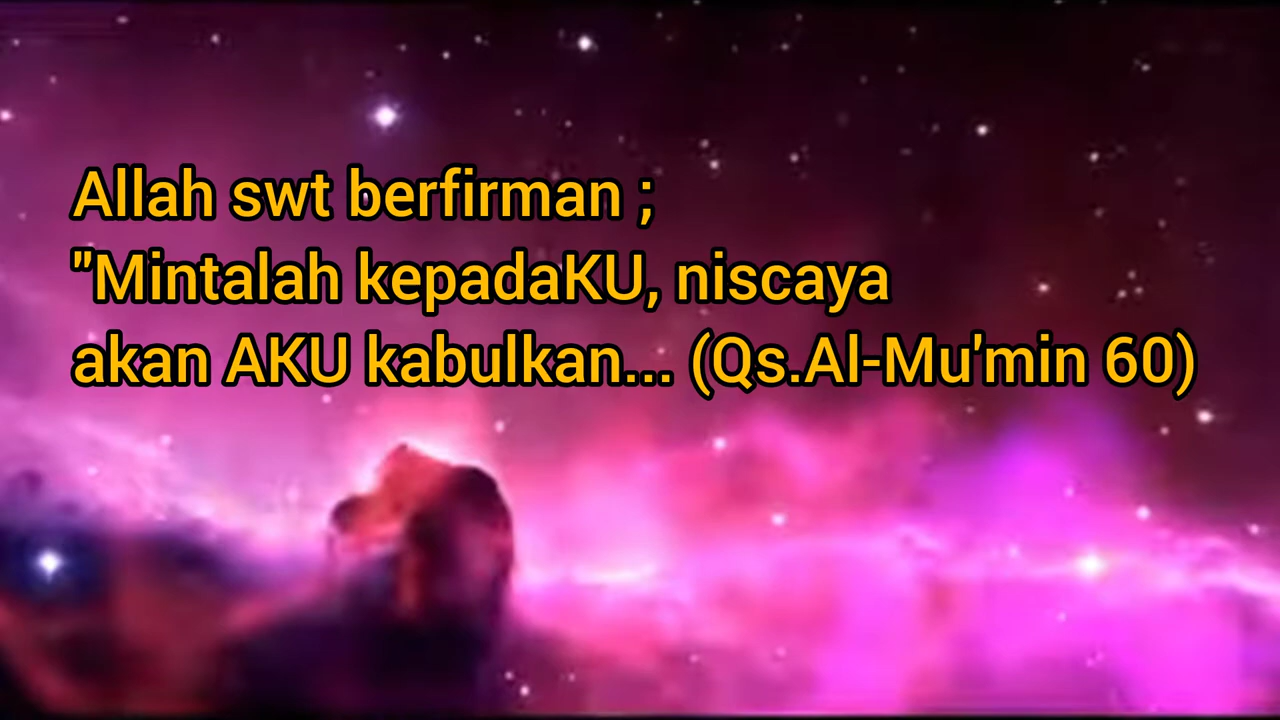 Allah swt berfirman ;
"Mintalah kepadaKU, niscaya
akan AKU kabulkan... (Qs.Al-Mu'min 60)